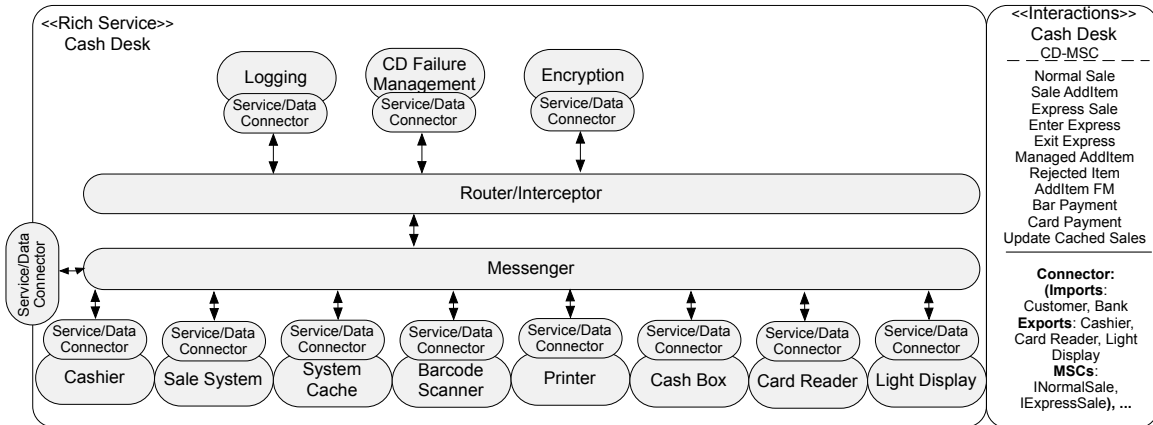 <<Rich Service>>
Cash Desk
Logging
Service/Data
Connector
CD Failure
Management
Service/Data
Connector
Encryption
Service/Data
Connector
Router/Interceptor
Service/Data
Connector
Messenger
Service/Data
Connector
Cashier
Service/Data
Connector
Sale System
Service/Data
Connector
System
Cache
Service/Data
Connector
Barcode
Scanner
Service/Data
Connector
Printer
Service/Data
Connector
Cash Box
Service/Data
Connector
Card Reader
Service/Data
Connector
Light Display
<<Interactions>>
Cash Desk
CD-MSC
Normal Sale
Sale AddItem
Express Sale
Enter Express
Exit Express
Managed AddItem
Rejected Item
AddItem FM
Bar Payment
Card Payment
Update Cached Sales
Connector:
(Imports:
Customer, Bank
Exports: Cashier,
Card Reader, Light
Display
MSCs:
INormalSale,
IExpressSale), ...